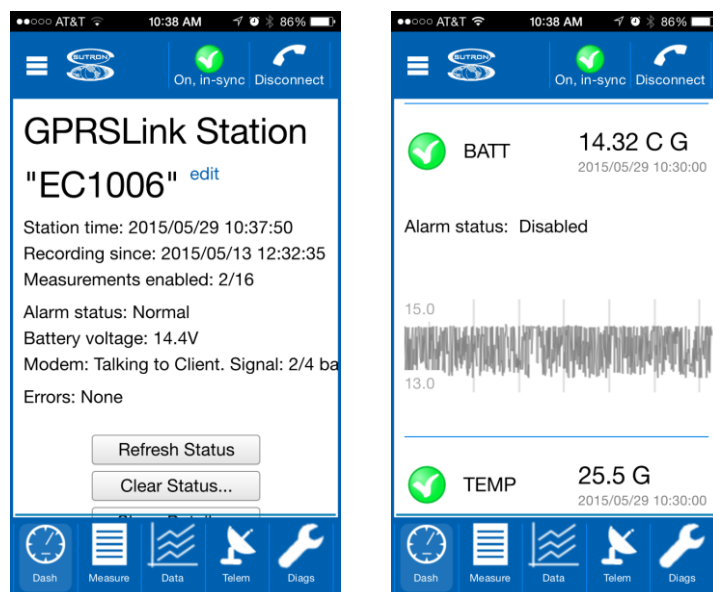 AT&T 10:38 AM 86%
SUTRON
On, in-sync Disconnect
GPRSLink Station
"EC1006" edit
Station time: 2015/05/29 10:37:50
Recording since: 2015/05/13 12:32:35
Measurements enabled: 2/16
Alarm status: Normal
Battery voltage: 14.4V
Modem: Talking to Client. Signal: 2/4 ba
Errors: None
Refresh Status
Clear Status...
Dash Measure Data Telem Diags
AT&T 10:38 AM 86%
SUTRON
On, in-sync Disconnect
BATT 14.32 C G
2015/05/29 10:30:00
Alarm status: Disabled
15.0
13.0
TEMP 25.5 G
2015/05/29 10:30:00
Dash Measure Data Telem Diags